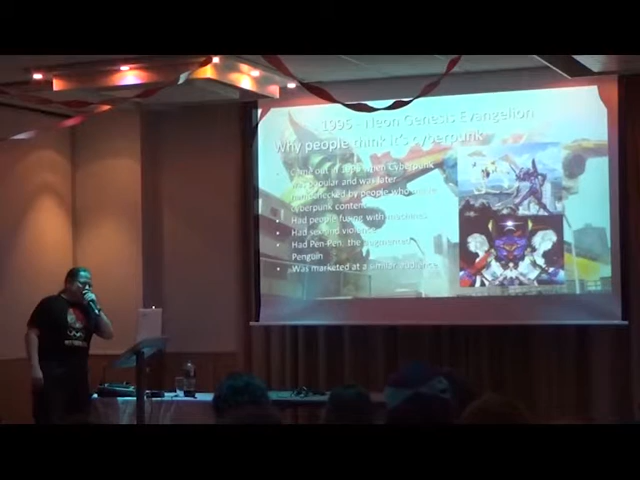 1995 - Neon Genesis Evangelion
Why people think it's cyberpunk
Came out in 1995 when Cyberpunk
was popular and was later
by people who were in
cyberpunk content
Had people fusing with machines
Had sex and violence
Had Pen-Pen, the augmented
Penguin
Was marketed at a similar audience